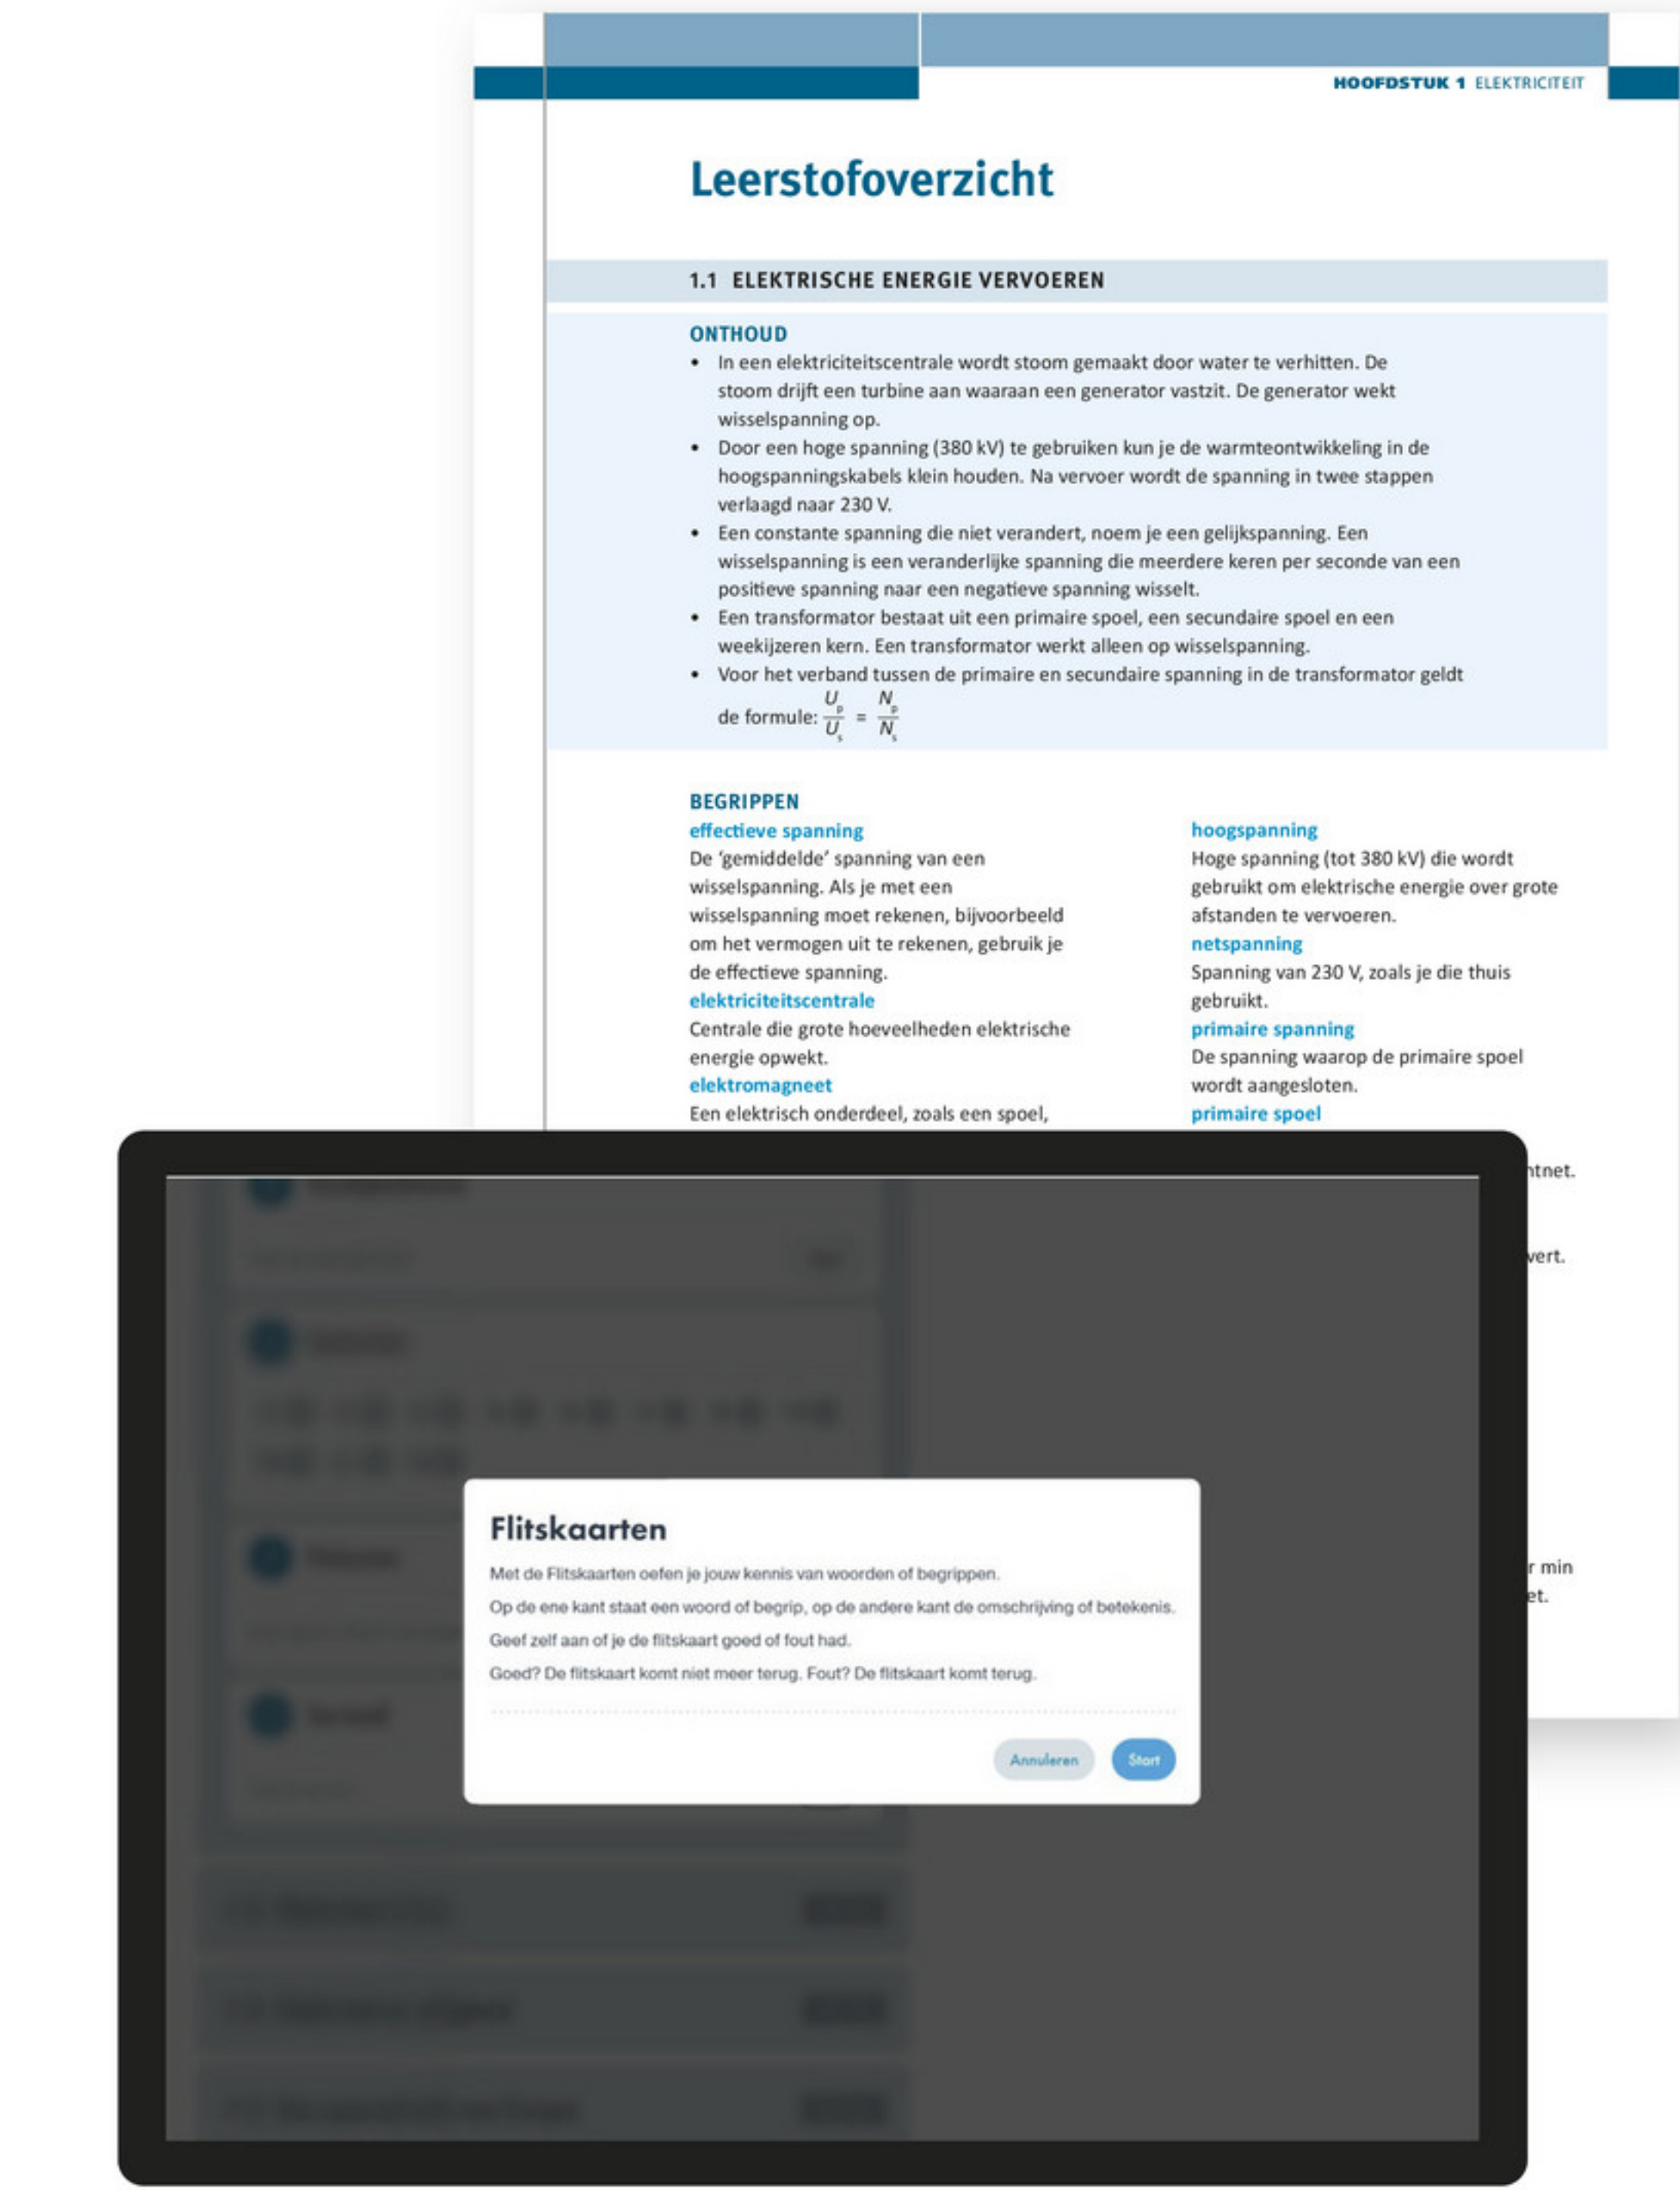 HOOFDSTUK 1 ELEKTRICITEIT
Leerstofoverzicht
1.1 ELEKTRISCHE ENERGIE VERVOEREN
ONTHOUD
• In een elektriciteitscentrale wordt stoom gemaakt door water te verhitten. De
stoom drijft een turbine aan waaraan een generator vastzit. De generator wekt
wisselspanning op.
• Door een hoge spanning (380 kV) te gebruiken kun je de warmteontwikkeling in de
hoogspanningskabels klein houden. Na vervoer wordt de spanning in twee stappen
verlaagd naar 230 V.
• Een constante spanning die niet verandert, noem je een gelijkspanning. Een
wisselspanning is een veranderlijke spanning die meerdere keren per seconde van een
positieve spanning naar een negatieve spanning wisselt.
• Een transformator bestaat uit een primaire spoel, een secundaire spoel en een
weekijzeren kern. Een transformator werkt alleen op wisselspanning.
• Voor het verband tussen de primaire en secundaire spanning in de transformator geldt
de formule: Up/Us = Np/Ns
BEGRIPPEN
effectieve spanning
De ‘gemiddelde’ spanning van een
wisselspanning. Als je met een
wisselspanning moet rekenen, bijvoorbeeld
om het vermogen uit te rekenen, gebruik je
de effectieve spanning.
elektriciteitscentrale
Centrale die grote hoeveelheden elektrische
energie opwekt.
elektromagneet
Een elektrisch onderdeel, zoals een spoel,
hoogspanning
Hoge spanning (tot 380 kV) die wordt
gebruikt om elektrische energie over grote
afstanden te vervoeren.
netspanning
Spanning van 230 V, zoals je die thuis
gebruikt.
primaire spanning
De spanning waarop de primaire spoel
wordt aangesloten.
primaire spoel
ntnet.
vert.
r min
et.
Flitskaarten
Met de Flitskaarten oefen je jouw kennis van woorden of begrippen.
Op de ene kant staat een woord of begrip, op de andere kant de omschrijving of betekenis.
Geef zelf aan of je de flitskaart goed of fout had.
Goed? De flitskaart komt niet meer terug. Fout? De flitskaart komt terug.
Annuleren
Start